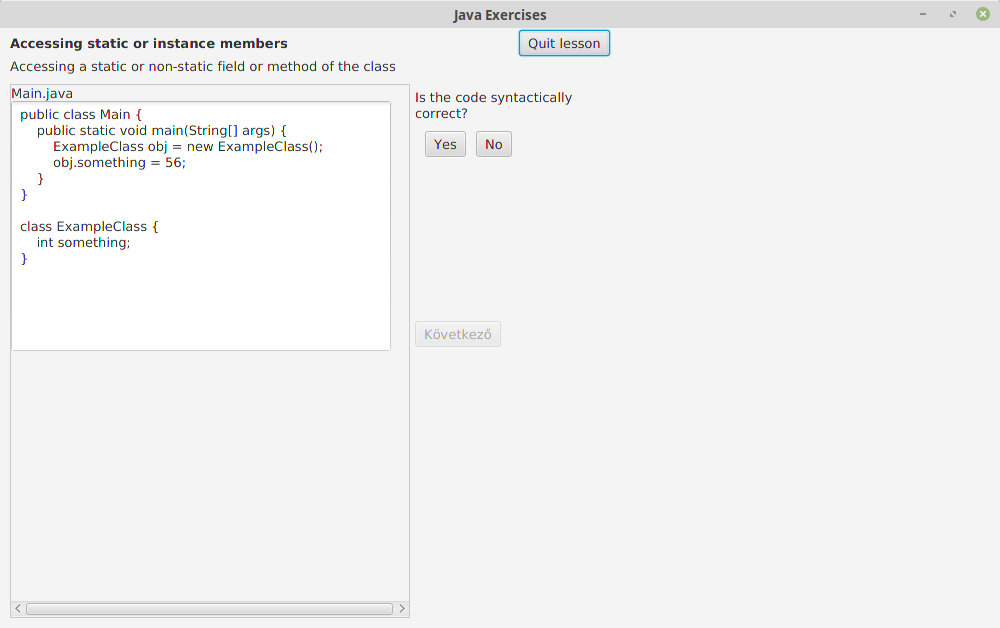 Java Exercises
Accessing static or instance members
Quit lesson
Accessing a static or non-static field or method of the class
Main.java
public class Main {
    public static void main(String[] args) {
        ExampleClass obj = new ExampleClass();
        obj.something = 56;
    }
}

class ExampleClass {
    int something;
}
Is the code syntactically
correct?
Yes
No
Következő